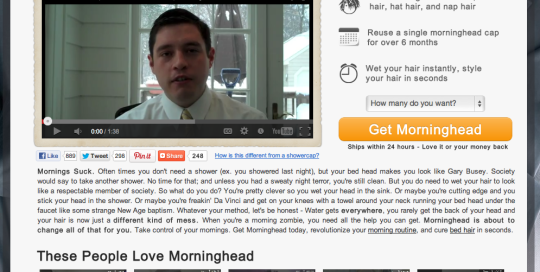 hair, hat hair, and nap hair
Reuse a single morninghead cap
for over 6 months
Wet your hair instantly, style
your hair in seconds
How many do you want?
0:00 / 1:38
YouTube
Get Morninghead
Ships within 24 hours - Love it or your money back
Like 889 Tweet 298 Pin it Share 248 How is this different from a showercap?
Mornings Suck. Often times you don't need a shower (ex. you showered last night), but your bed head makes you look like Gary Busey. Society
would say to take another shower. No time for that; and unless you had a sweaty night terror, you're still clean. But you do need to wet your hair to look
like a respectable member of society. So what do you do? You're pretty clever so you wet your head in the sink. Or maybe you're cutting edge and you
stick your head in the shower. Or maybe you're freakin' Da Vinci and get on your knees with a towel around your neck running your bed head under the
faucet like some strange New Age baptism. Whatever your method, let's be honest - Water gets everywhere, you rarely get the back of your head and
your hair is now just a different kind of mess. When you're a morning zombie, you need all the help you can get. Morninghead is about to
change all of that for you. Take control of your mornings. Get Morninghead today, revolutionize your morning routine, and cure bed hair in seconds.
These People Love Morninghead